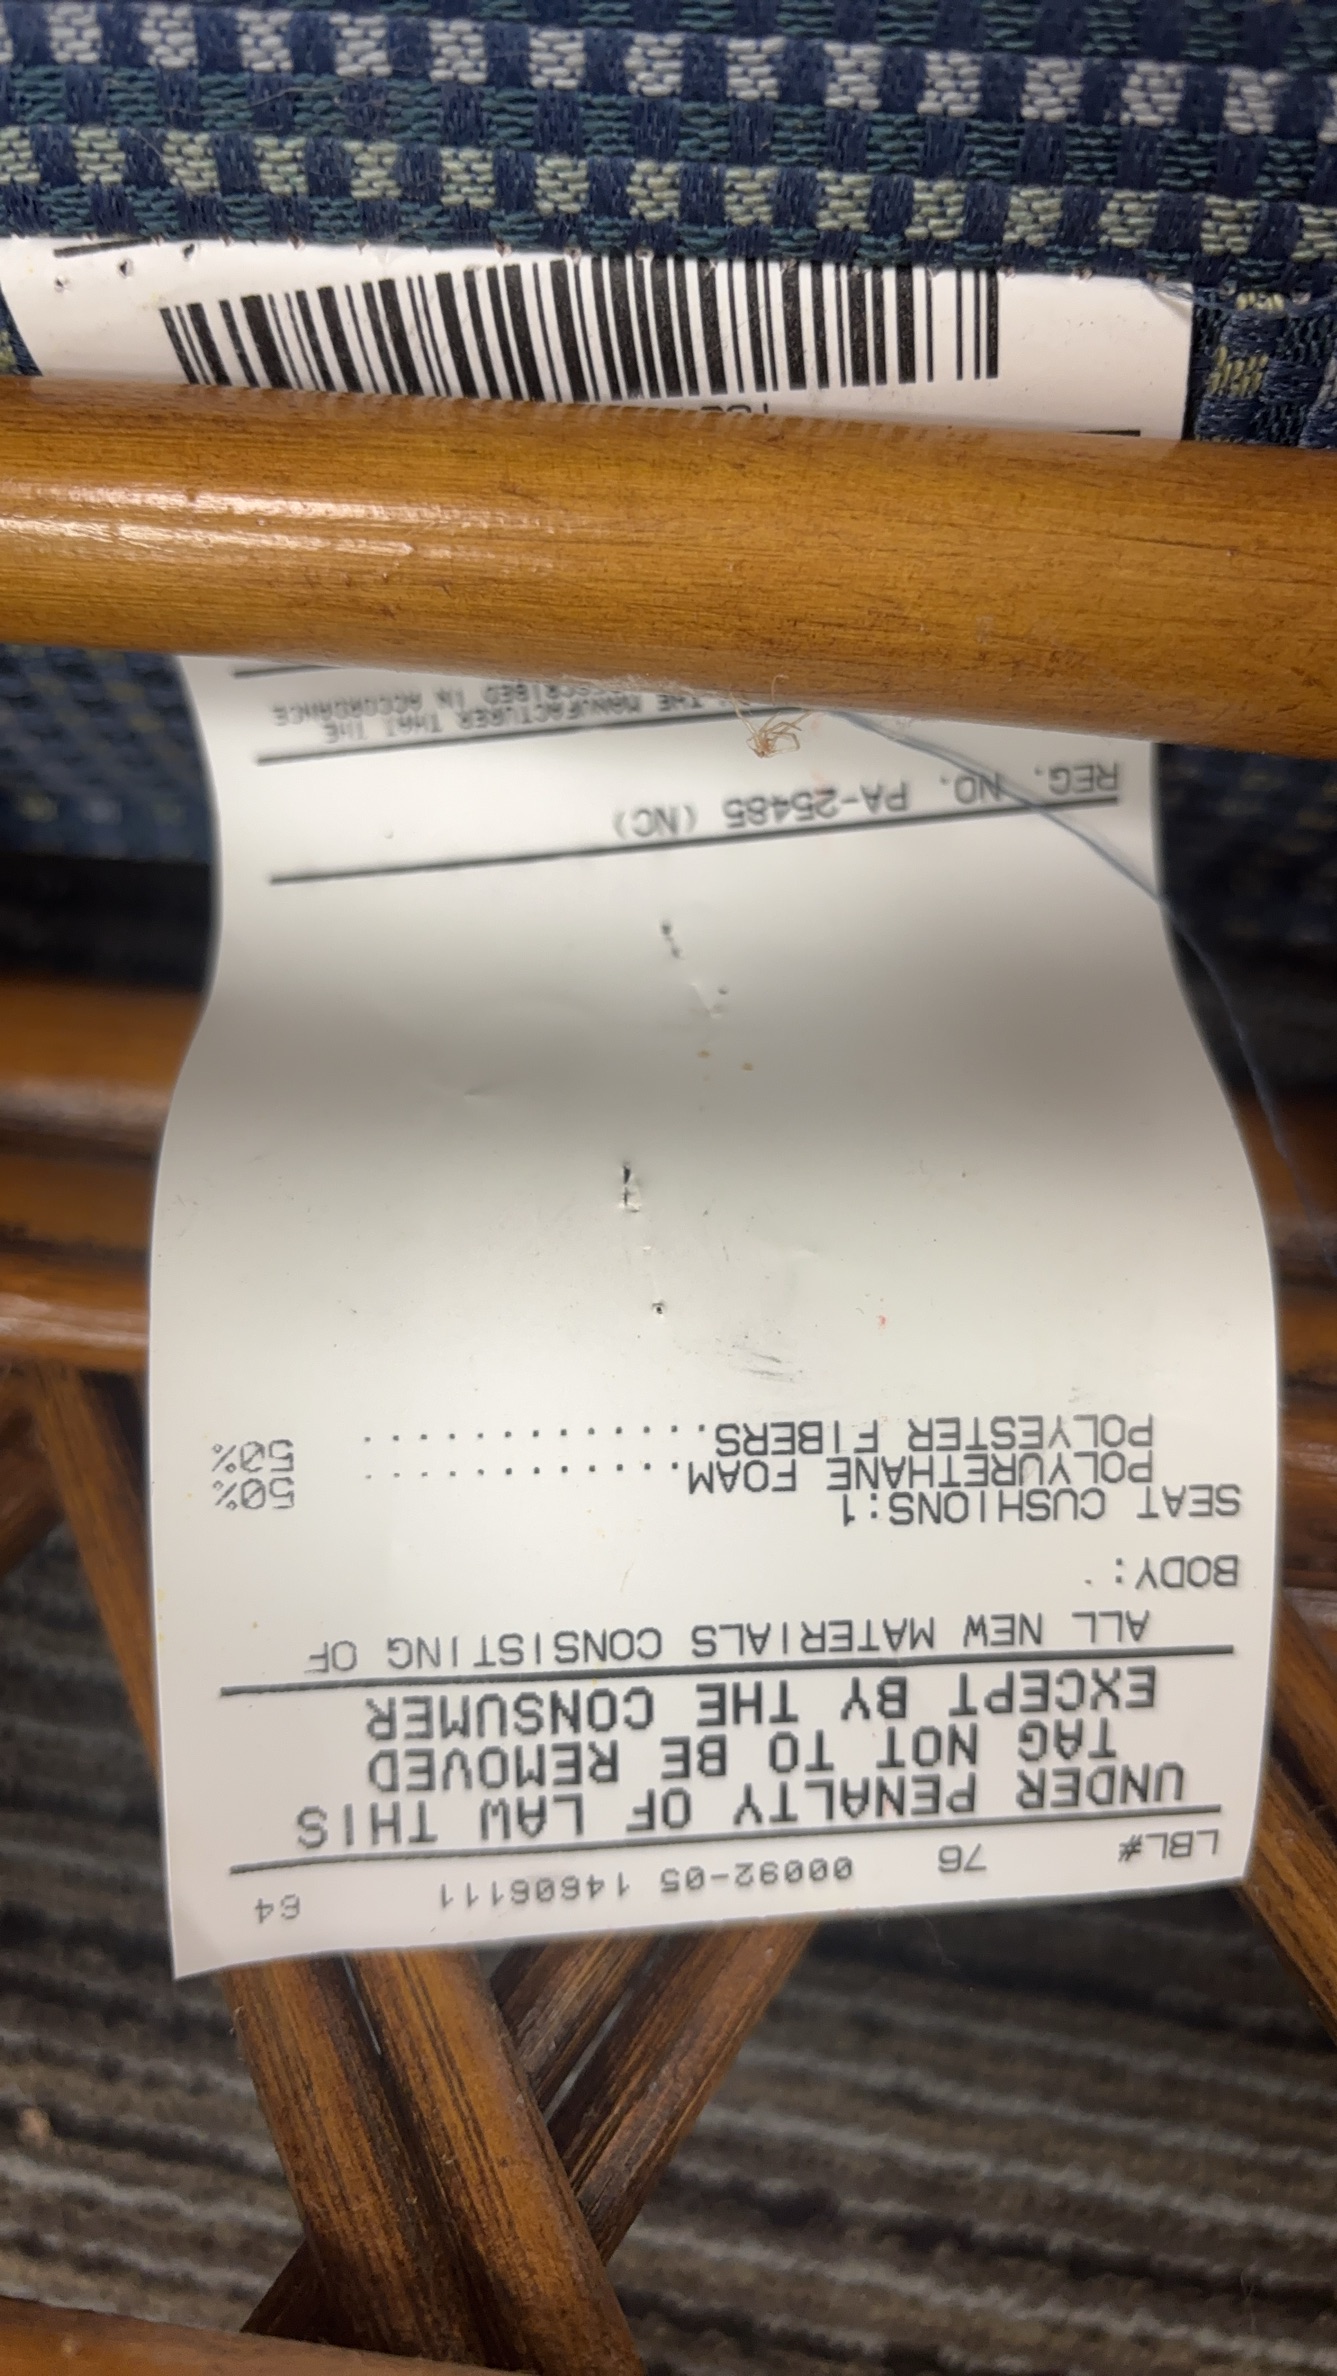 LBL# 76 00092-05 14606111 64
UNDER PENALTY OF LAW THIS
TAG NOT TO BE REMOVED
EXCEPT BY THE CONSUMER
ALL NEW MATERIALS CONSISTING OF
BODY:
SEAT CUSHIONS:1
POLYURETHANE FOAM............ 50%
POLYESTER FIBERS............. 50%
REG. NO. PA-25485 (NC)
THE MANUFACTURER THAT THE
IN ACCORDANCE